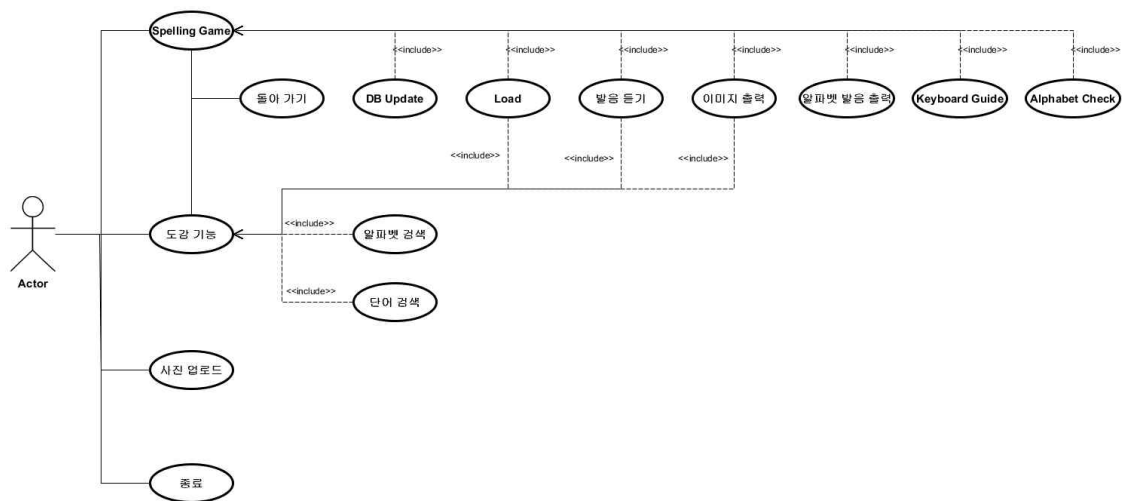 Spelling Game
<<include>>
<<include>>
<<include>>
<<include>>
<<include>>
<<include>>
<<include>>
돌아 가기
DB Update
Load
발음 듣기
이미지 출력
알파벳 발음 출력
Keyboard Guide
Alphabet Check
<<include>>
<<include>>
<<include>>
<<include>>
도감 기능
알파벳 검색
Actor
<<include>>
단어 검색
사진 업로드
종료